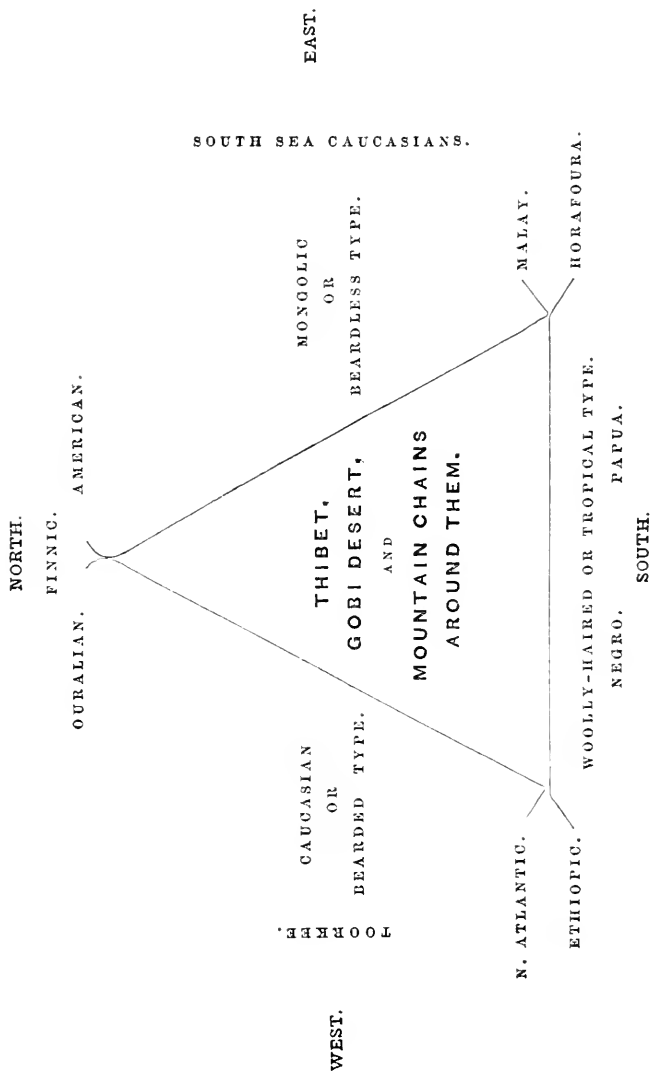 NORTH.
FINNIC.
OURALIAN.
AMERICAN.
WEST.
TOORKEE.
CAUCASIAN
OR
BEARDED TYPE.
THIBET,
GOBI DESERT,
AND
MOUNTAIN CHAINS
AROUND THEM.
MONGOLIC
OR
BEARDLESS TYPE.
SOUTH SEA CAUCASIANS.
EAST.
N. ATLANTIC.
ETHIOPIC.
MALAY.
HORAFOURA.
WOOLLY-HAIRED OR TROPICAL TYPE.
NEGRO.
PAPUA.
SOUTH.